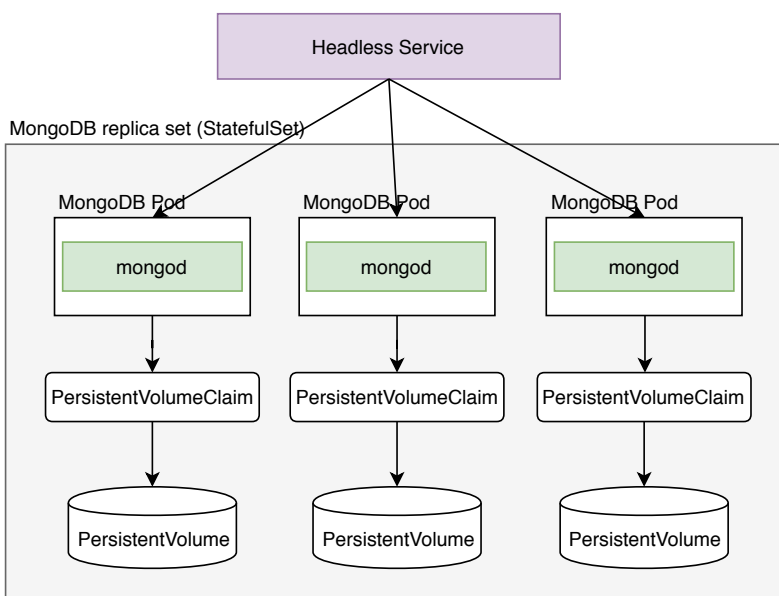 Headless Service
MongoDB replica set (StatefulSet)
MongoDB Pod
MongoDB Pod
MongoDB Pod
mongod
mongod
mongod
PersistentVolumeClaim
PersistentVolumeClaim
PersistentVolumeClaim
PersistentVolume
PersistentVolume
PersistentVolume